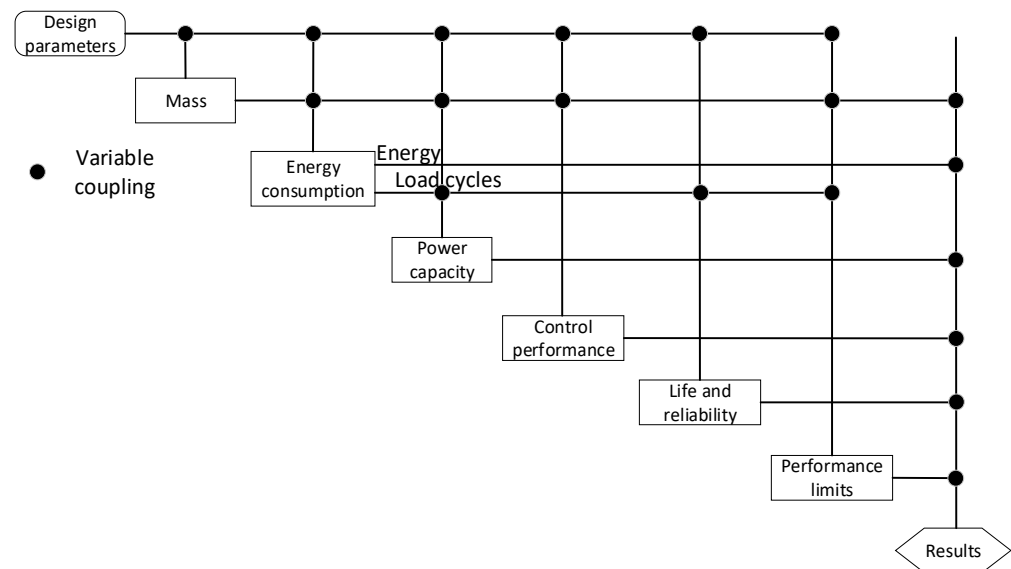 Design
parameters
Mass
Variable
coupling
Energy
consumption
Energy
Load cycles
Power
capacity
Control
performance
Life and
reliability
Performance
limits
Results